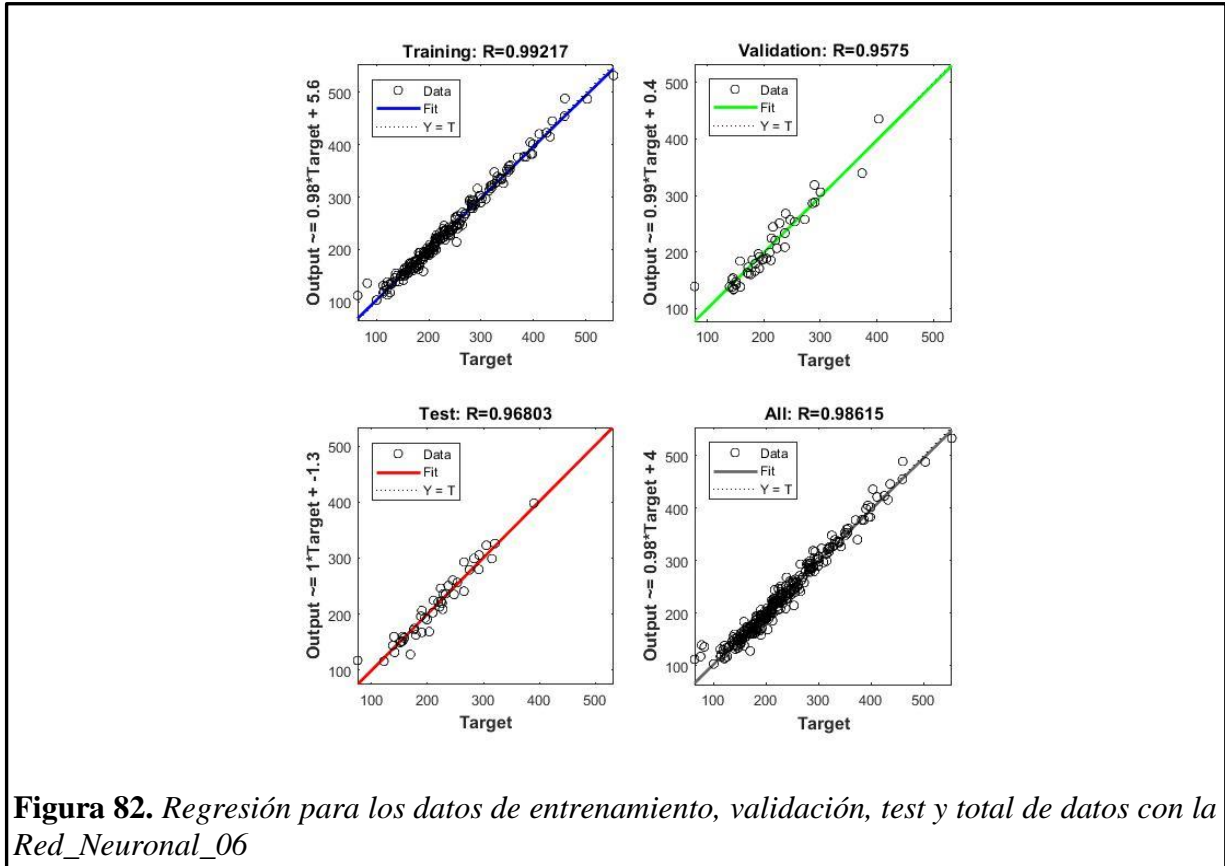 Training: R=0.99217
Output ~= 0.98*Target + 5.6
500
400
300
200
100
Data
Fit
Y = T
100 200 300 400 500
Target
Validation: R=0.9575
Output ~= 0.99*Target + 0.4
500
400
300
200
100
Data
Fit
Y = T
100 200 300 400 500
Target
Test: R=0.96803
Output ~= 1*Target + -1.3
500
400
300
200
100
Data
Fit
Y = T
100 200 300 400 500
Target
All: R=0.98615
Output ~= 0.98*Target + 4
500
400
300
200
100
Data
Fit
Y = T
100 200 300 400 500
Target
Figura 82. Regresión para los datos de entrenamiento, validación, test y total de datos con la
Red_Neuronal_06